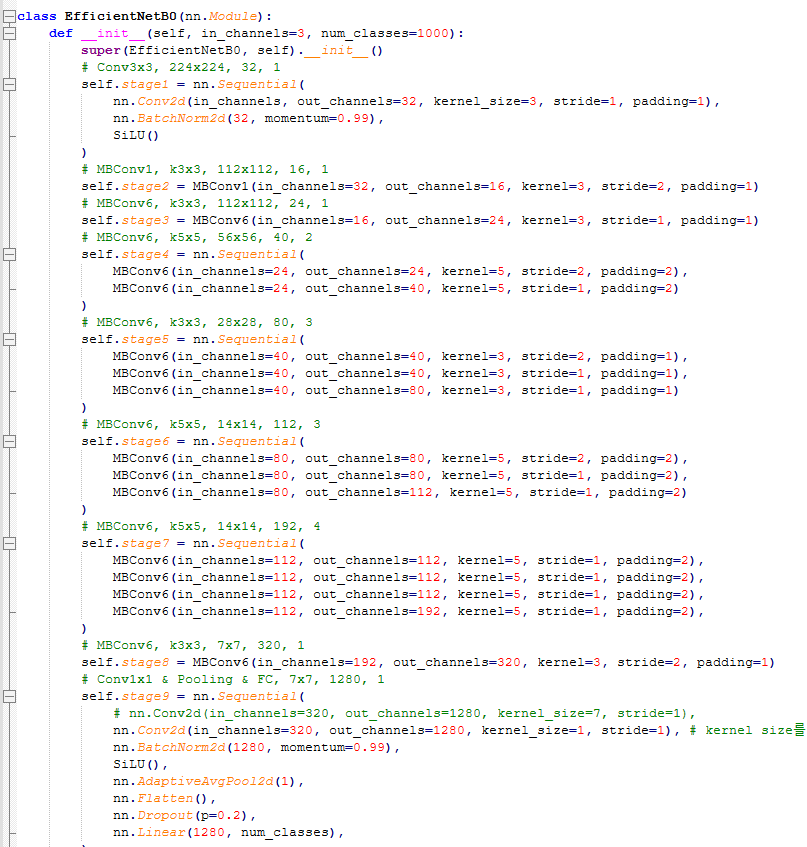 class EfficientNetB0(nn.Module):
    def __init__(self, in_channels=3, num_classes=1000):
        super(EfficientNetB0, self).__init__()
        # Conv3x3, 224x224, 32, 1
        self.stage1 = nn.Sequential(
            nn.Conv2d(in_channels, out_channels=32, kernel_size=3, stride=1, padding=1),
            nn.BatchNorm2d(32, momentum=0.99),
            SiLU()
        )
        # MBConv1, k3x3, 112x112, 16, 1
        self.stage2 = MBConv1(in_channels=32, out_channels=16, kernel=3, stride=2, padding=1)
        # MBConv6, k3x3, 112x112, 24, 1
        self.stage3 = MBConv6(in_channels=16, out_channels=24, kernel=3, stride=1, padding=1)
        # MBConv6, k5x5, 56x56, 40, 2
        self.stage4 = nn.Sequential(
            MBConv6(in_channels=24, out_channels=24, kernel=5, stride=2, padding=2),
            MBConv6(in_channels=24, out_channels=40, kernel=5, stride=1, padding=2)
        )
        # MBConv6, k3x3, 28x28, 80, 3
        self.stage5 = nn.Sequential(
            MBConv6(in_channels=40, out_channels=40, kernel=3, stride=2, padding=1),
            MBConv6(in_channels=40, out_channels=40, kernel=3, stride=1, padding=1),
            MBConv6(in_channels=40, out_channels=80, kernel=3, stride=1, padding=1)
        )
        # MBConv6, k5x5, 14x14, 112, 3
        self.stage6 = nn.Sequential(
            MBConv6(in_channels=80, out_channels=80, kernel=5, stride=2, padding=2),
            MBConv6(in_channels=80, out_channels=80, kernel=5, stride=1, padding=2),
            MBConv6(in_channels=80, out_channels=112, kernel=5, stride=1, padding=2)
        )
        # MBConv6, k5x5, 14x14, 192, 4
        self.stage7 = nn.Sequential(
            MBConv6(in_channels=112, out_channels=112, kernel=5, stride=1, padding=2),
            MBConv6(in_channels=112, out_channels=112, kernel=5, stride=1, padding=2),
            MBConv6(in_channels=112, out_channels=112, kernel=5, stride=1, padding=2),
            MBConv6(in_channels=112, out_channels=192, kernel=5, stride=1, padding=2),
        )
        # MBConv6, k3x3, 7x7, 320, 1
        self.stage8 = MBConv6(in_channels=192, out_channels=320, kernel=3, stride=2, padding=1)
        # Conv1x1 & Pooling & FC, 7x7, 1280, 1
        self.stage9 = nn.Sequential(
            # nn.Conv2d(in_channels=320, out_channels=1280, kernel_size=7, stride=1),
            nn.Conv2d(in_channels=320, out_channels=1280, kernel_size=1, stride=1), # kernel size를
            nn.BatchNorm2d(1280, momentum=0.99),
            SiLU(),
            nn.AdaptiveAvgPool2d(1),
            nn.Flatten(),
            nn.Dropout(p=0.2),
            nn.Linear(1280, num_classes),